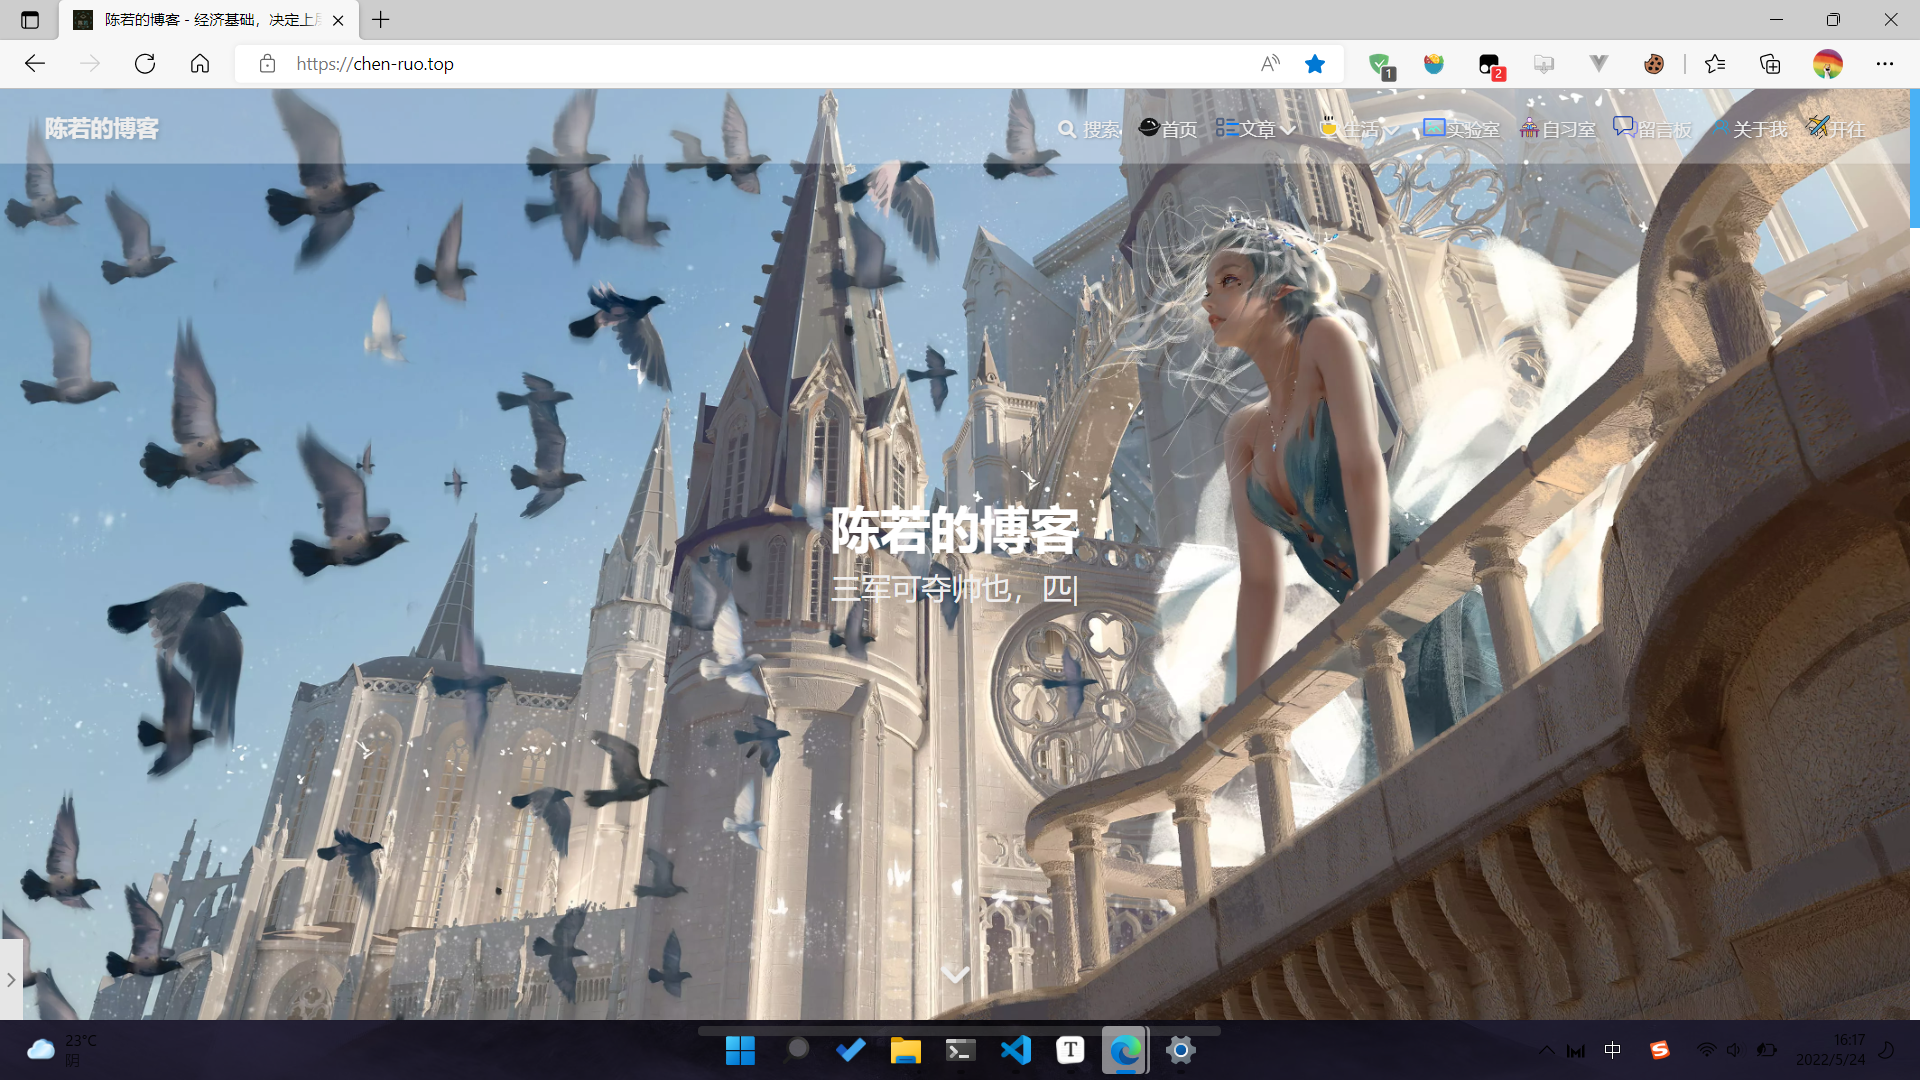 陈若的博客 - 经济基础，决定上
https://chen-ruo.top
1
2
陈若的博客
搜索 首页 文章 生活 实验室 自习室 留言板 关于我 开往
陈若的博客
三军可夺帅也，匹
23°C
阴
中
16:17
2022/5/24